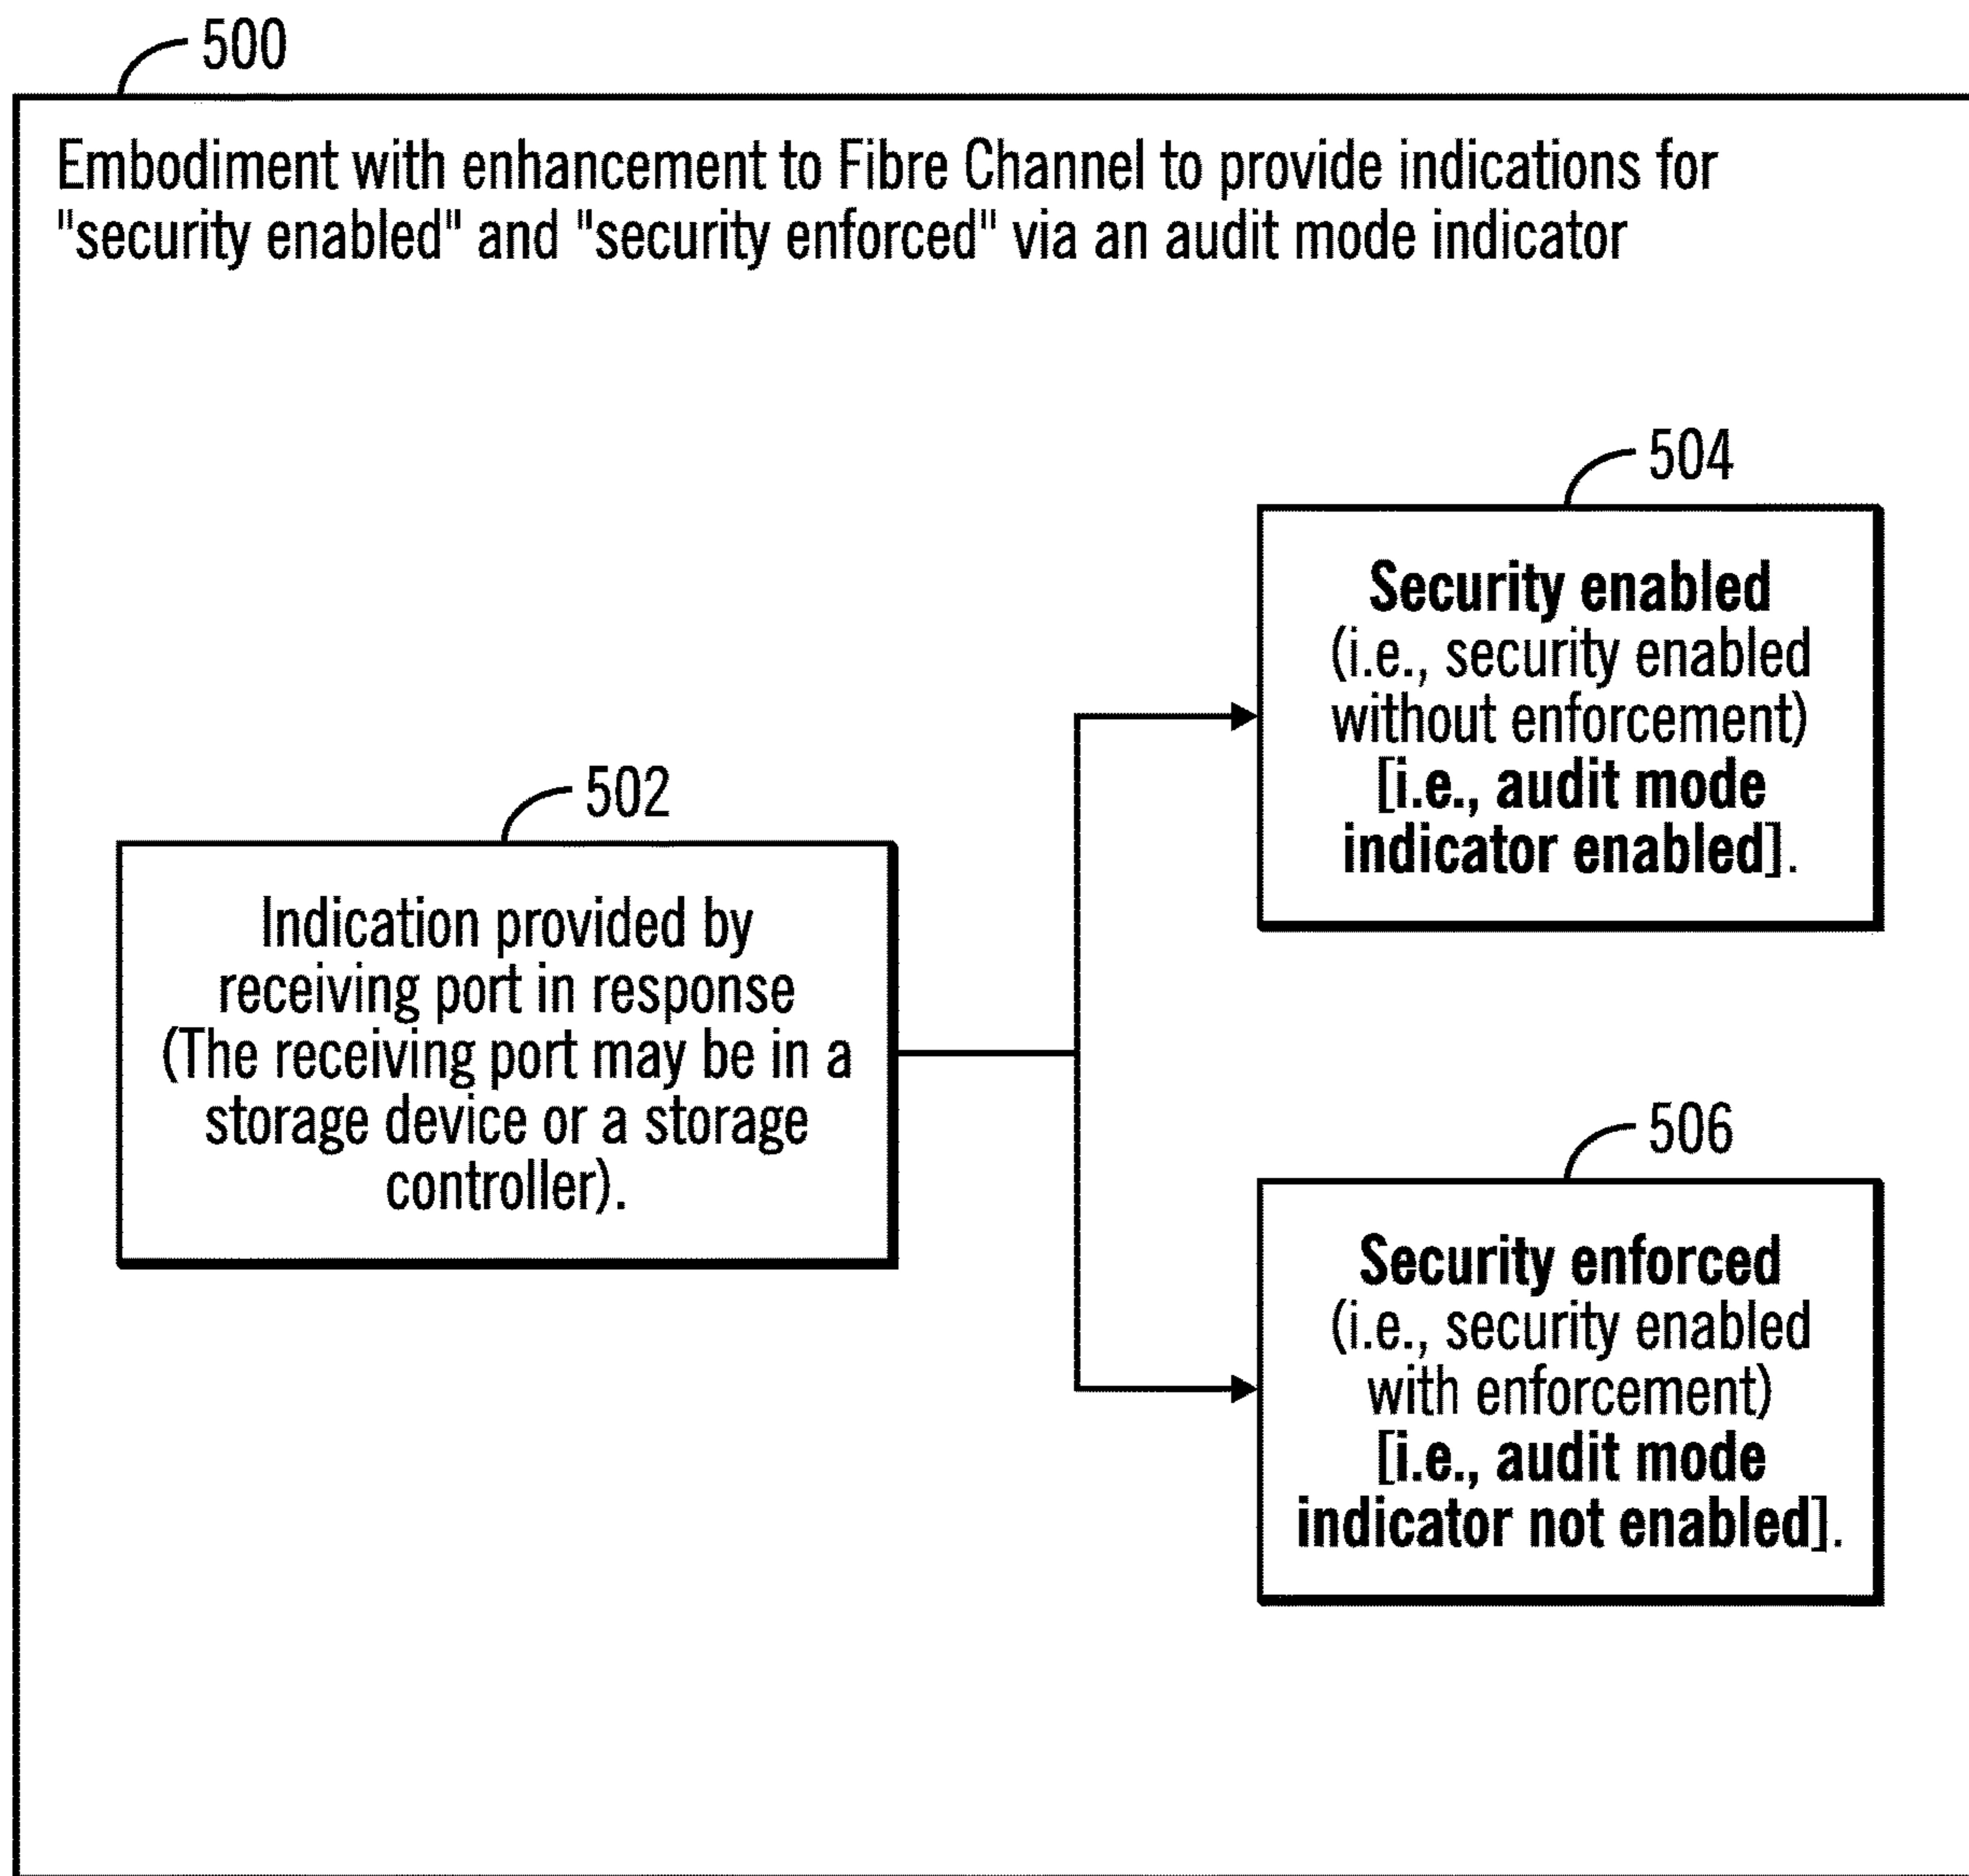 500
Embodiment with enhancement to Fibre Channel to provide indications for
"security enabled" and "security enforced" via an audit mode indicator
504
Security enabled
(i.e., security enabled
without enforcement)
[i.e., audit mode
indicator enabled].
502
Indication provided by
receiving port in response
(The receiving port may be in a
storage device or a storage
controller).
506
Security enforced
(i.e., security enabled
with enforcement)
[i.e., audit mode
indicator not enabled].